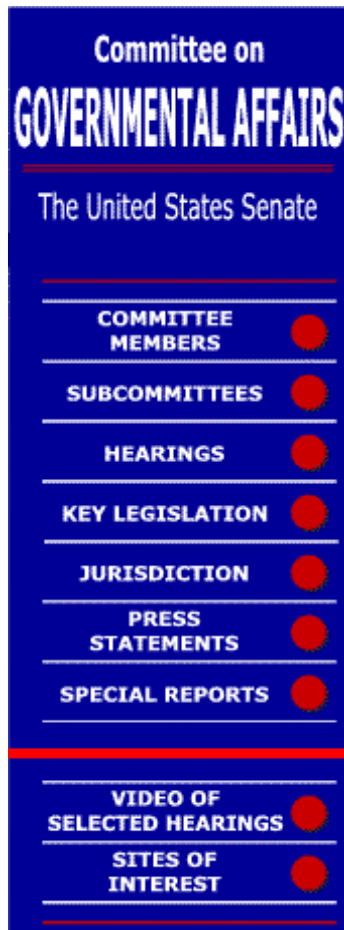 Committee on
GOVERNMENTAL AFFAIRS
The United States Senate
COMMITTEE
MEMBERS
SUBCOMMITTEES
HEARINGS
KEY LEGISLATION
JURISDICTION
PRESS
STATEMENTS
SPECIAL REPORTS
VIDEO OF
SELECTED HEARINGS
SITES OF
INTEREST